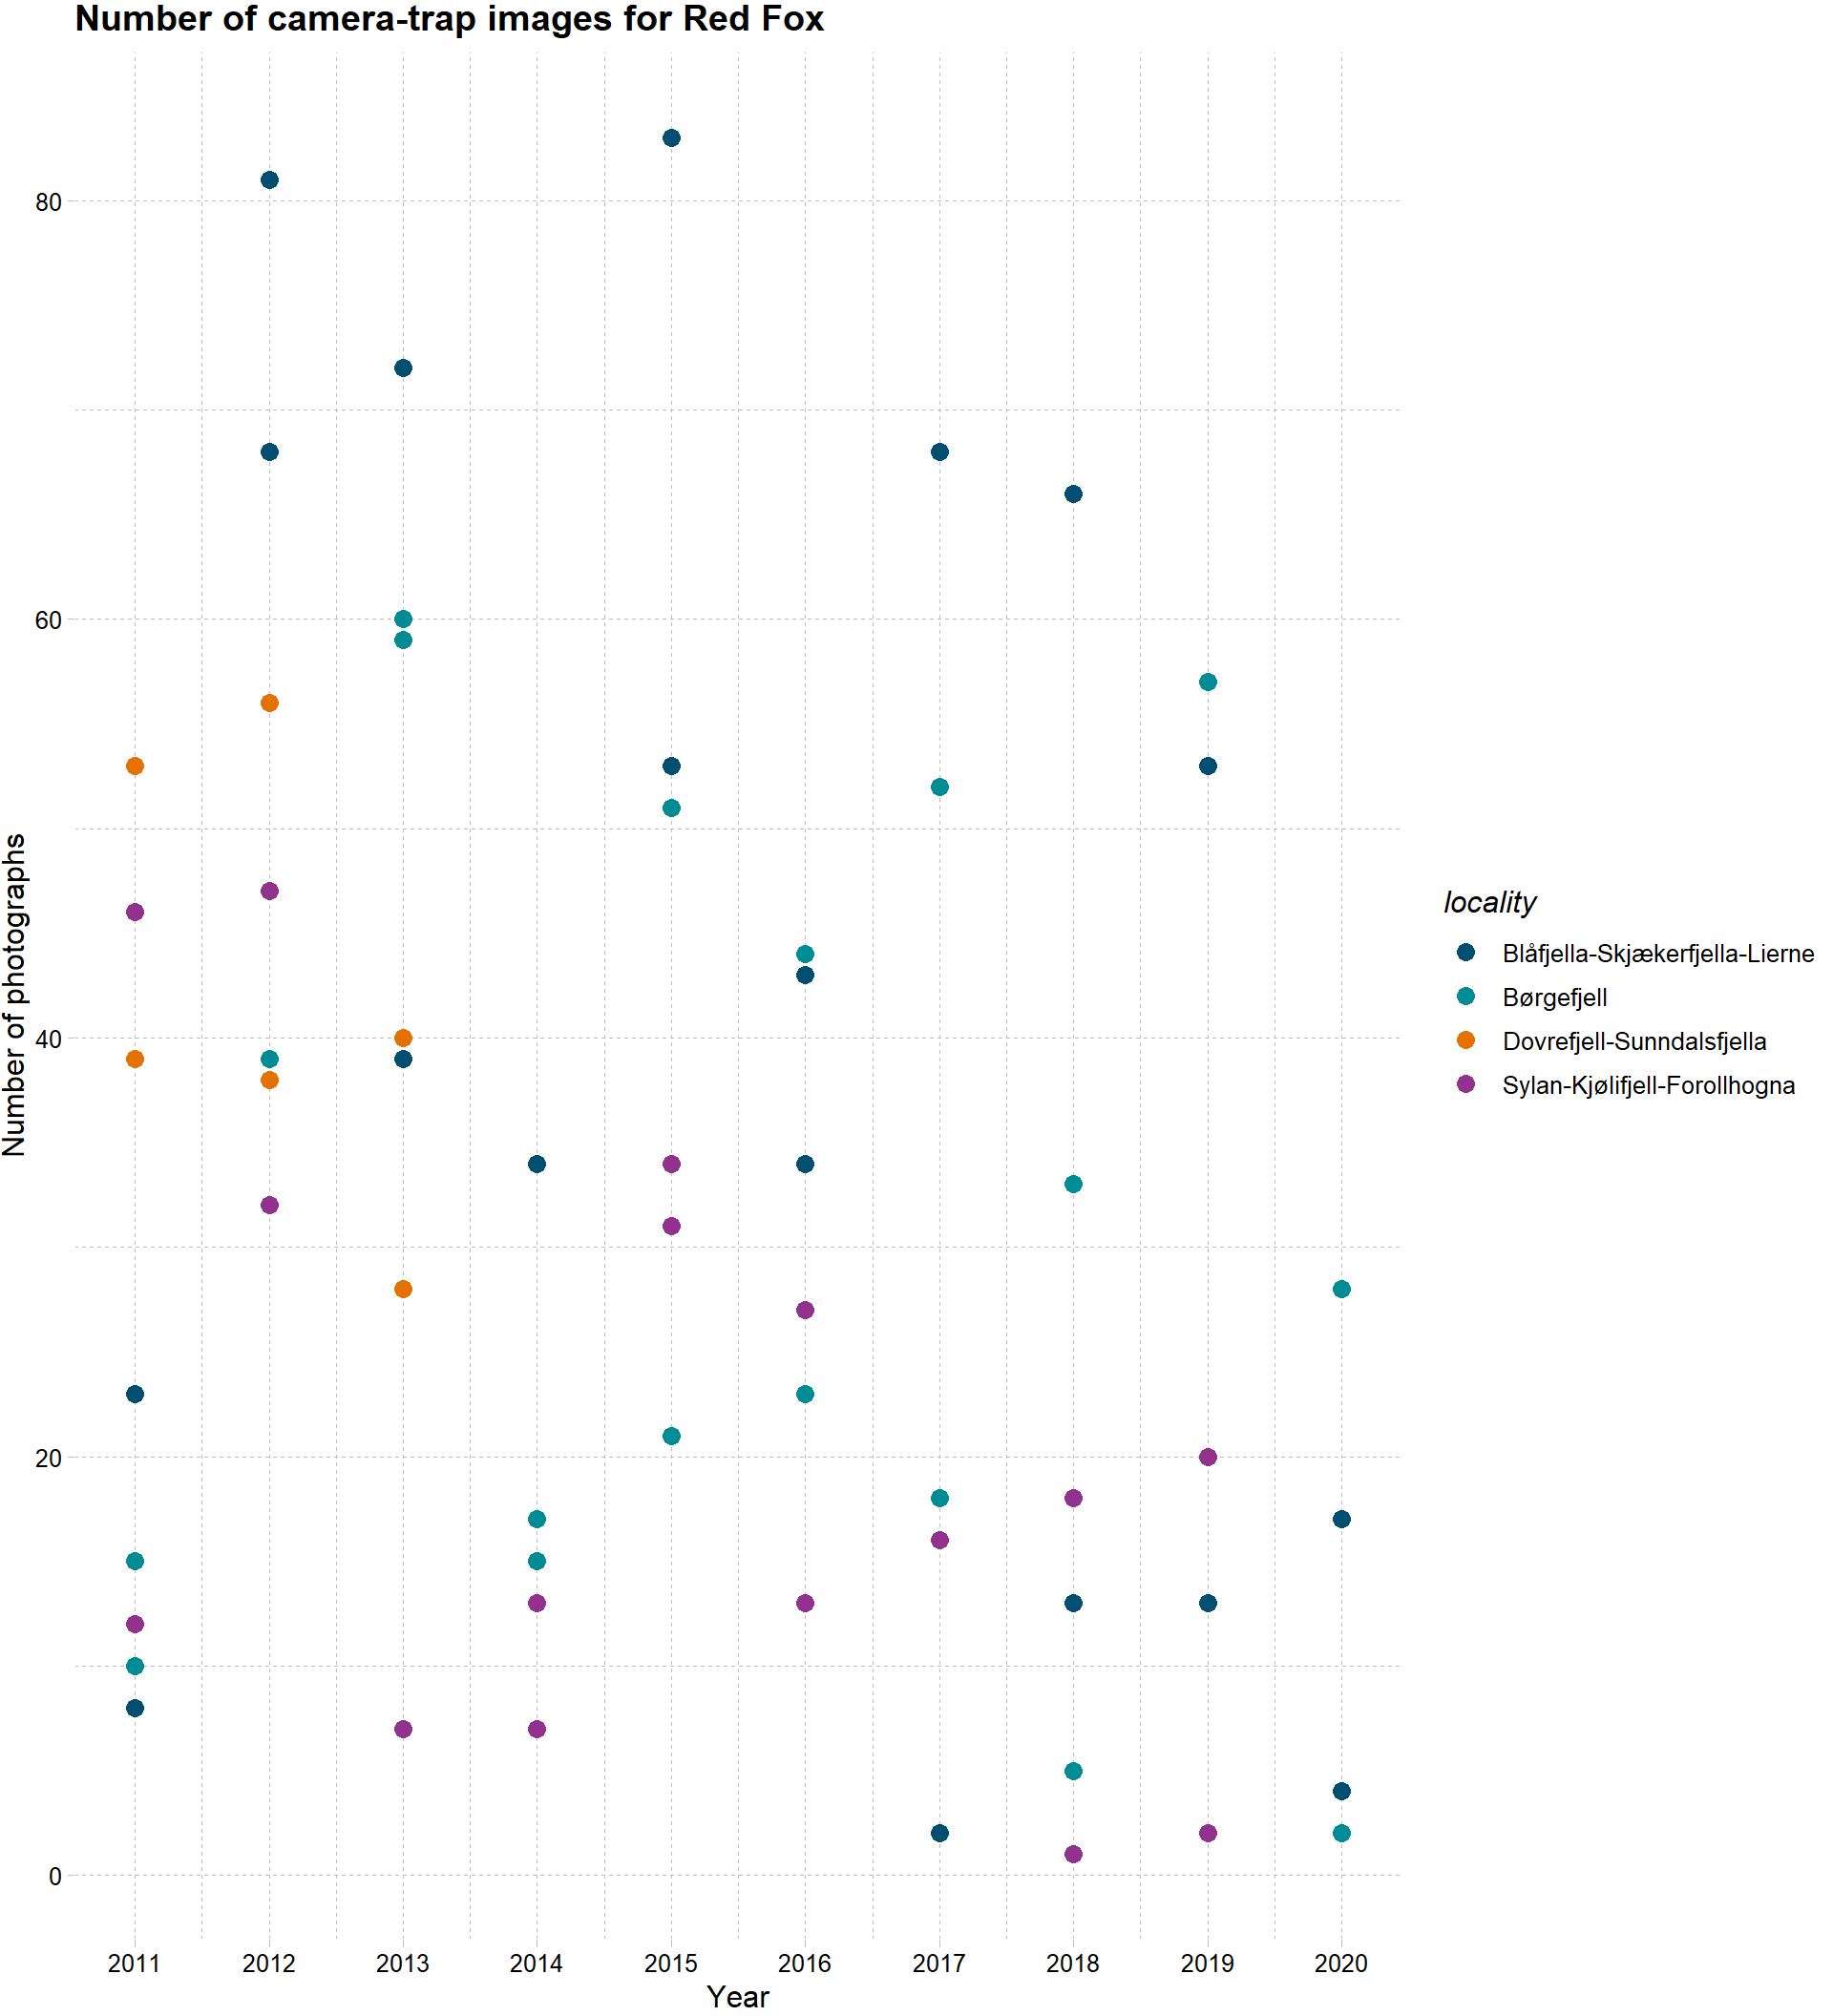 Number of camera-trap images for Red Fox
Number of photographs
80
60
40
20
0
2011 2012 2013 2014 2015 2016 2017 2018 2019 2020
Year
locality
Blåfjella-Skjækerfjella-Lierne
Børgefjell
Dovrefjell-Sunndalsfjella
Sylan-Kjølifjell-Forollhogna